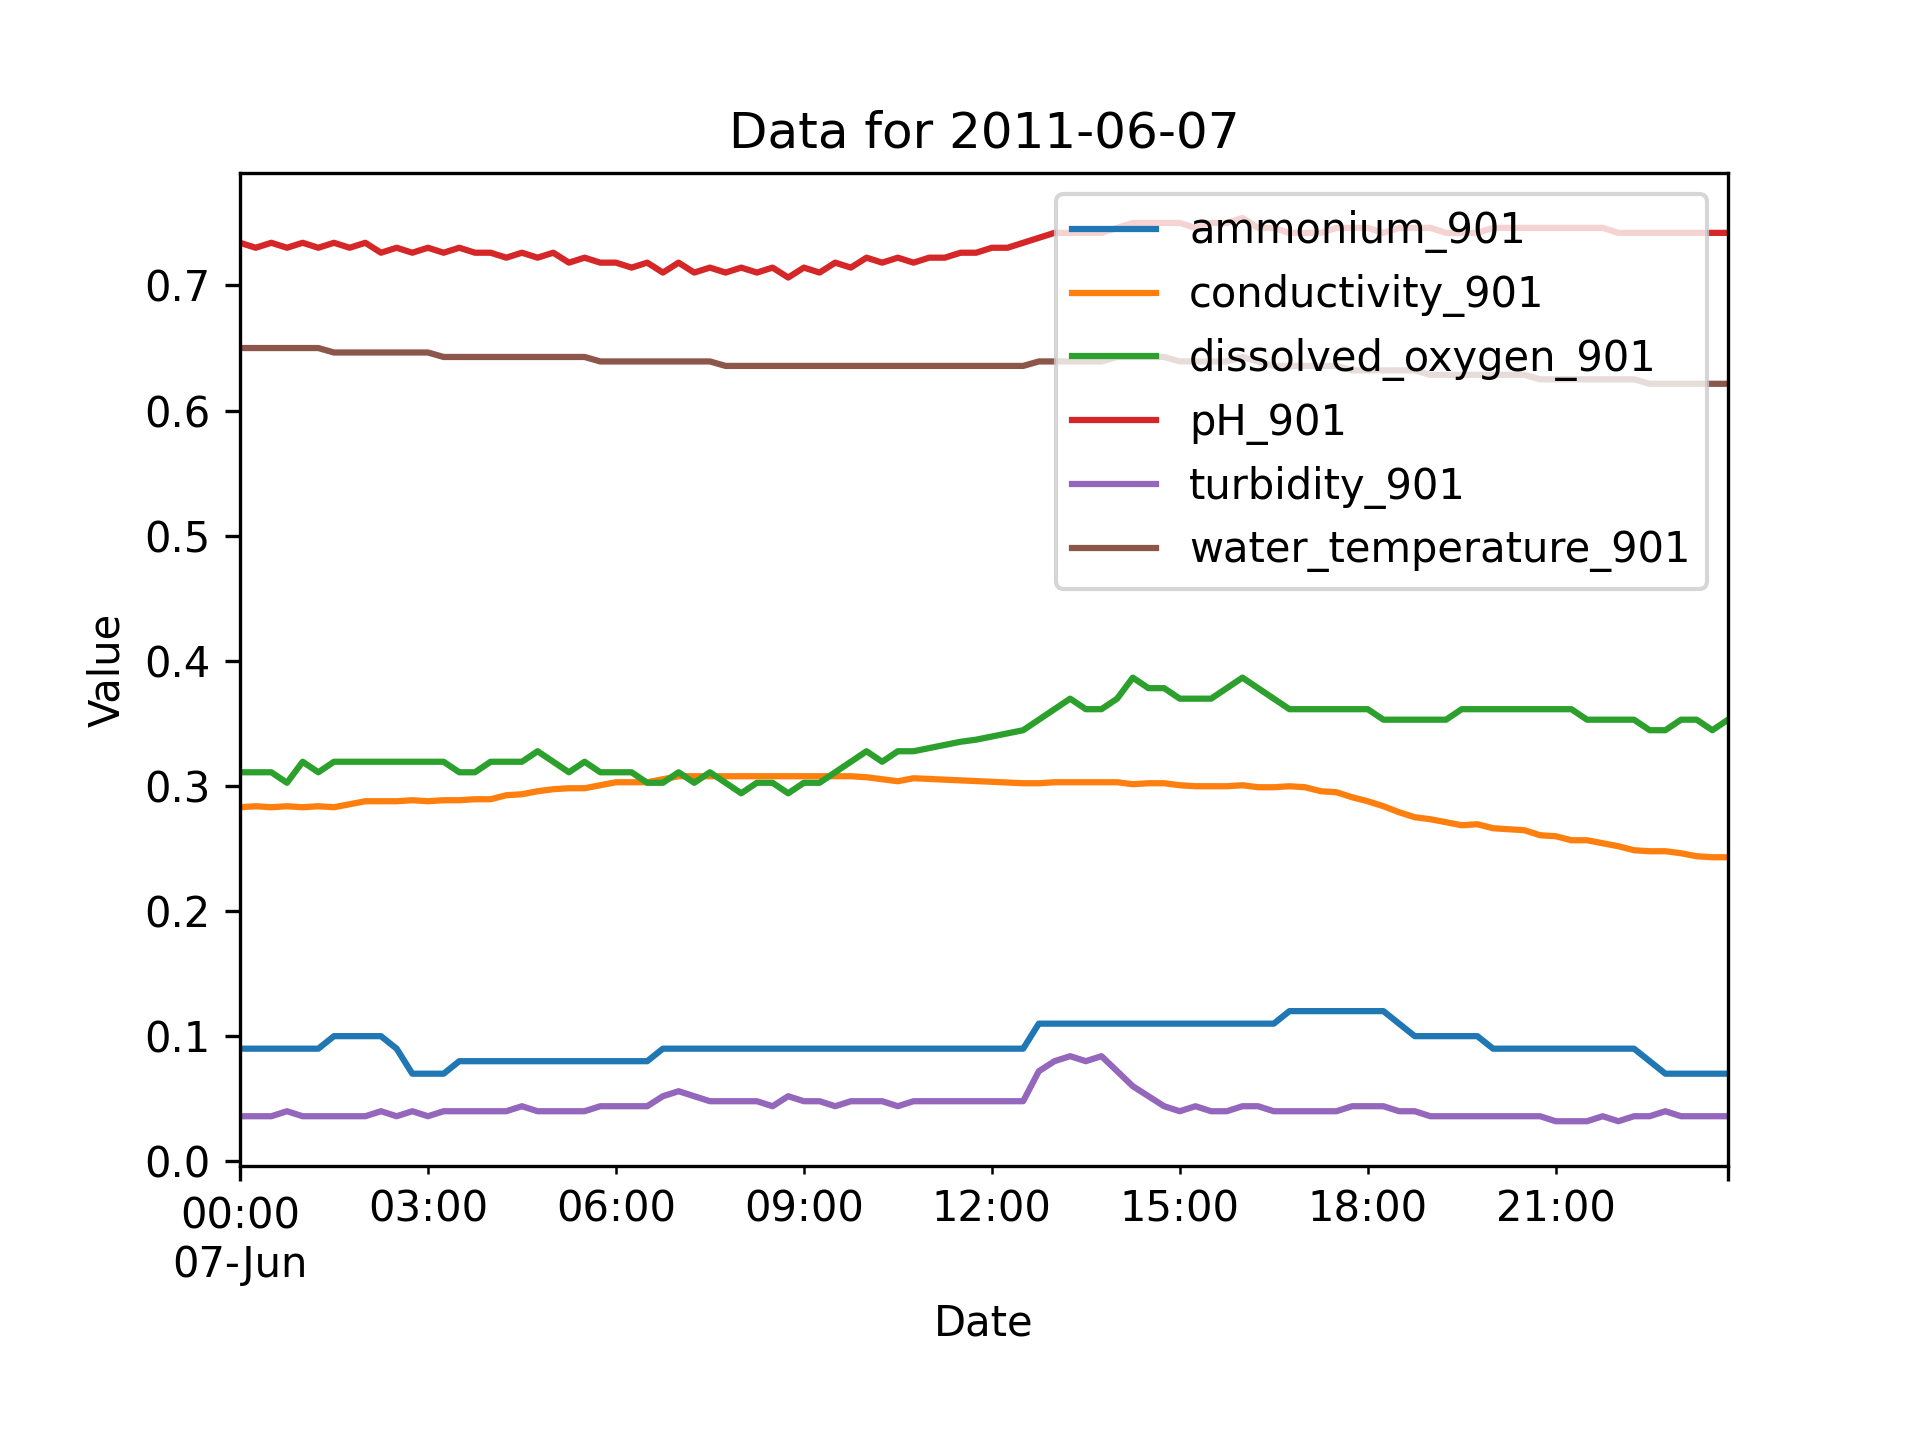 Data for 2011-06-07
ammonium_901
conductivity_901
dissolved_oxygen_901
pH_901
turbidity_901
water_temperature_901
Value
0.7
0.6
0.5
0.4
0.3
0.2
0.1
0.0
00:00 03:00 06:00 09:00 12:00 15:00 18:00 21:00
07-Jun
Date